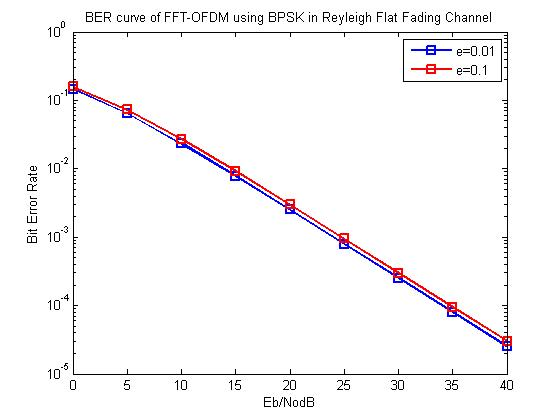 BER curve of FFT-OFDM using BPSK in Reyleigh Flat Fading Channel
10^0
e=0.01
e=0.1
10^-1
10^-2
10^-3
10^-4
10^-5
Bit Error Rate
0 5 10 15 20 25 30 35 40
Eb/NodB